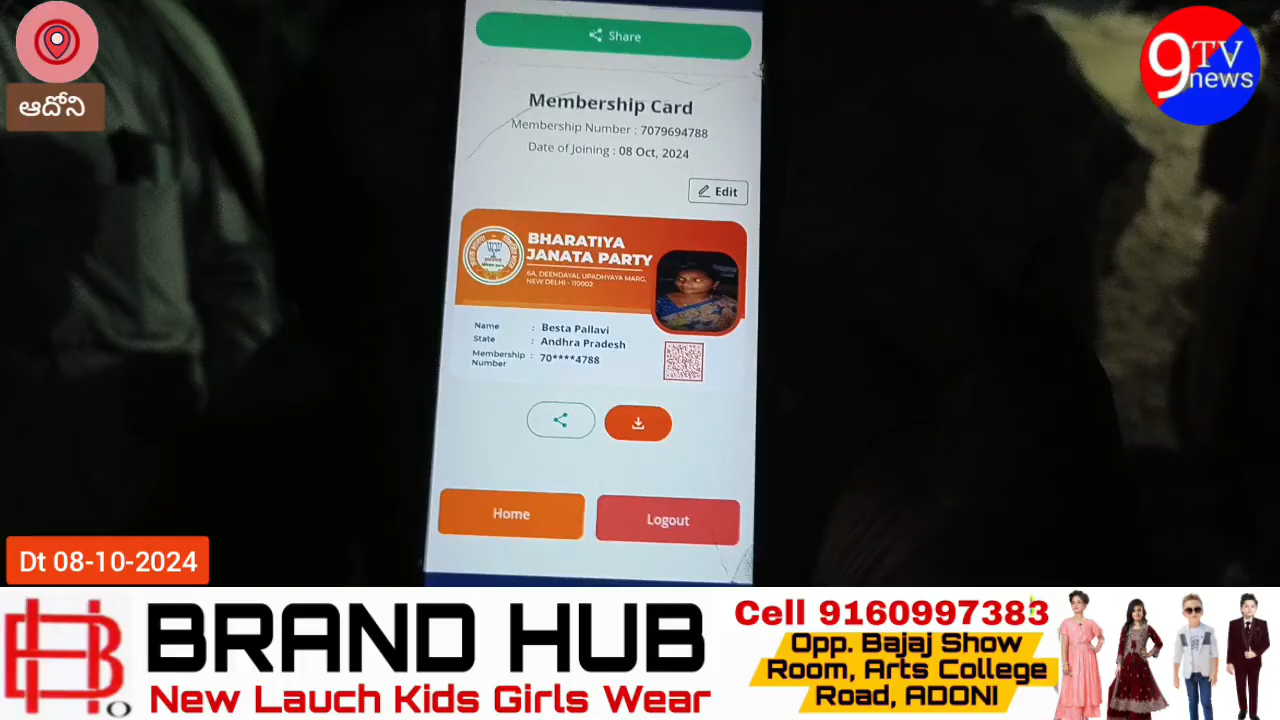 ఆదోని
9 TV news
Share
Membership Card
Membership Number : 7079694788
Date of Joining : 08 Oct, 2024
Edit
BHARATIYA
JANATA PARTY
6A, DEENDAYAL UPADHYAYA MARG,
NEW DELHI - 110002
Name : Besta Pallavi
State : Andhra Pradesh
Membership Number : 70****4788
Home
Logout
Dt 08-10-2024
BRAND HUB
New Lauch Kids Girls Wear
Cell 9160997383
Opp. Bajaj Show
Room, Arts College
Road, ADONI